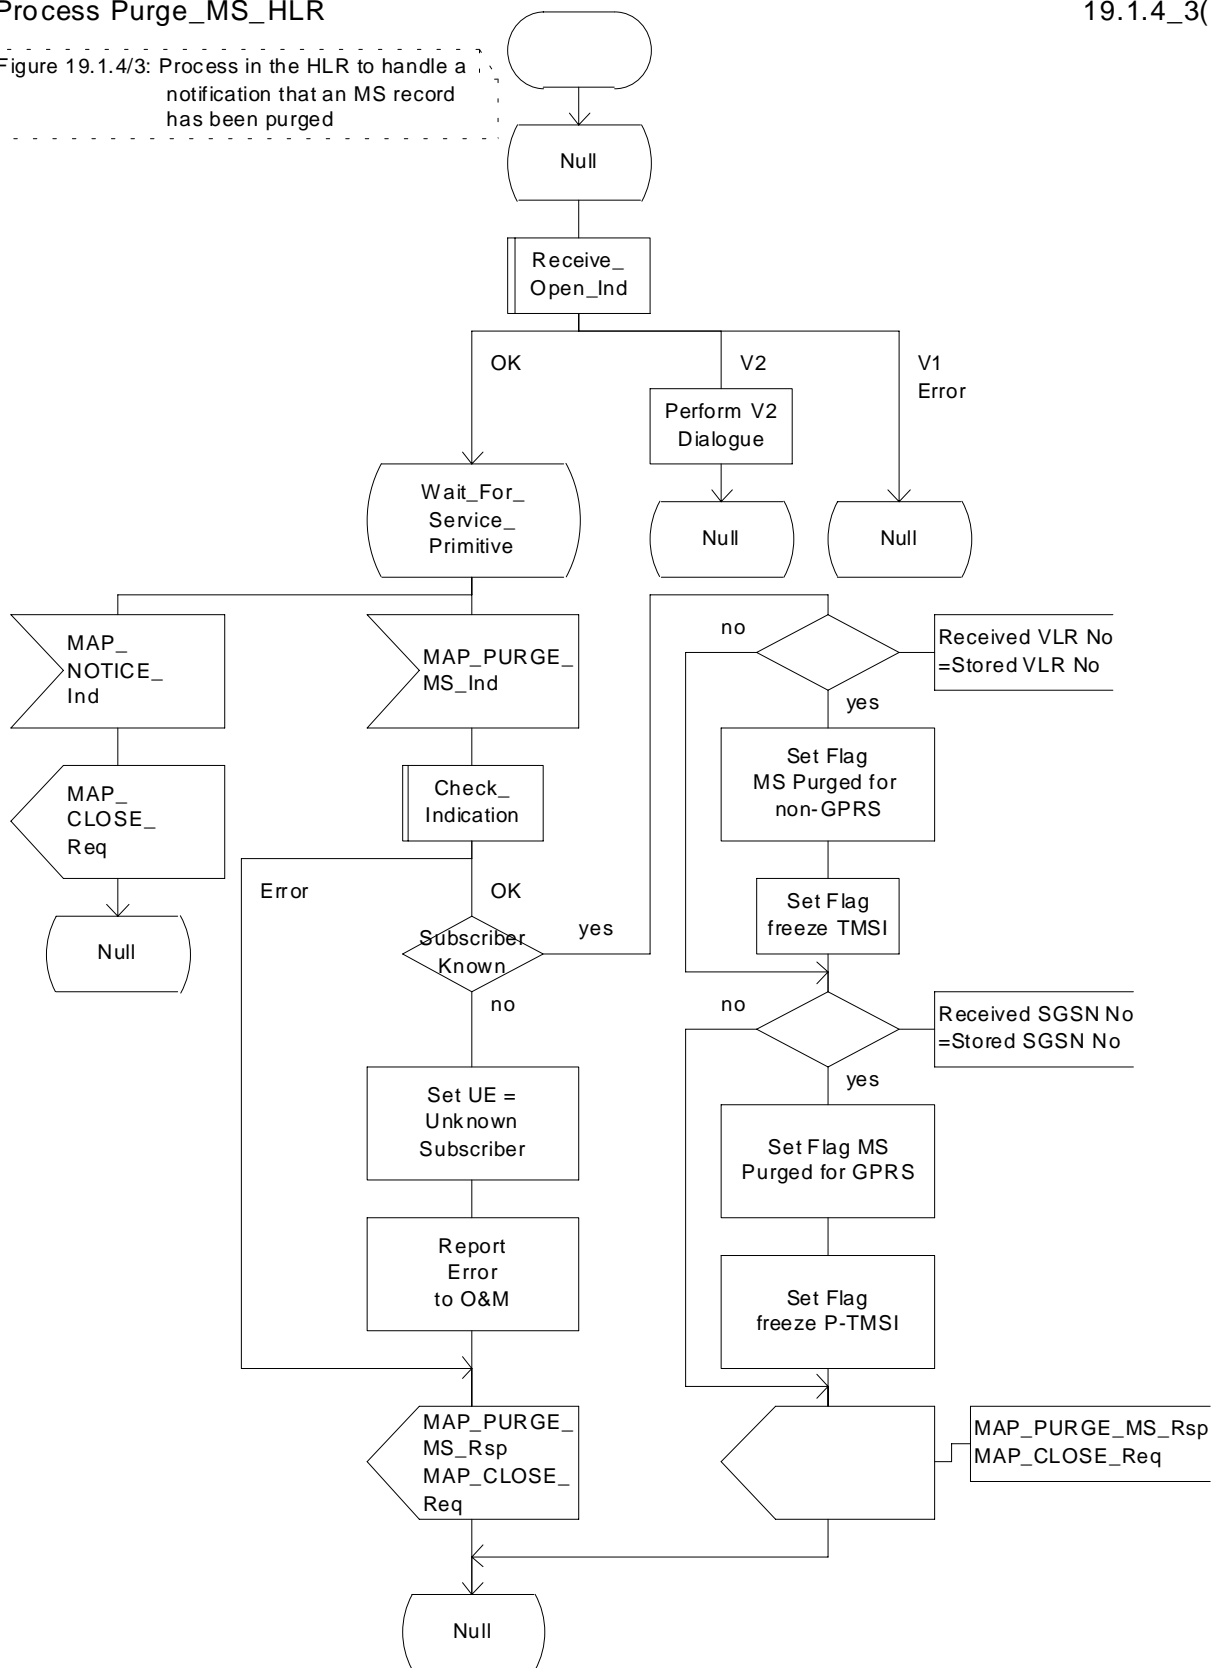 Process Purge_MS_HLR
19.1.4_3(
Figure 19.1.4/3: Process in the HLR to handle a
notification that an MS record
has been purged
Null
Receive_
Open_Ind
OK
V2
V1
Error
Perform V2
Dialogue
Wait_For_
Service_
Primitive
Null
Null
MAP_
NOTICE_
Ind
MAP_PURGE_
MS_Ind
no
Received VLR No
=Stored VLR No
yes
Set Flag
MS Purged for
non-GPRS
MAP_
CLOSE_
Req
Check_
Indication
Error
OK
Set Flag
freeze TMSI
Null
Subscriber
Known
yes
no
no
Received SGSN No
=Stored SGSN No
yes
Set UE =
Unknown
Subscriber
Set Flag MS
Purged for GPRS
Report
Error
to O&M
Set Flag
freeze P-TMSI
MAP_PURGE_
MS_Rsp
MAP_CLOSE_
Req
MAP_PURGE_MS_Rsp
MAP_CLOSE_Req
Null